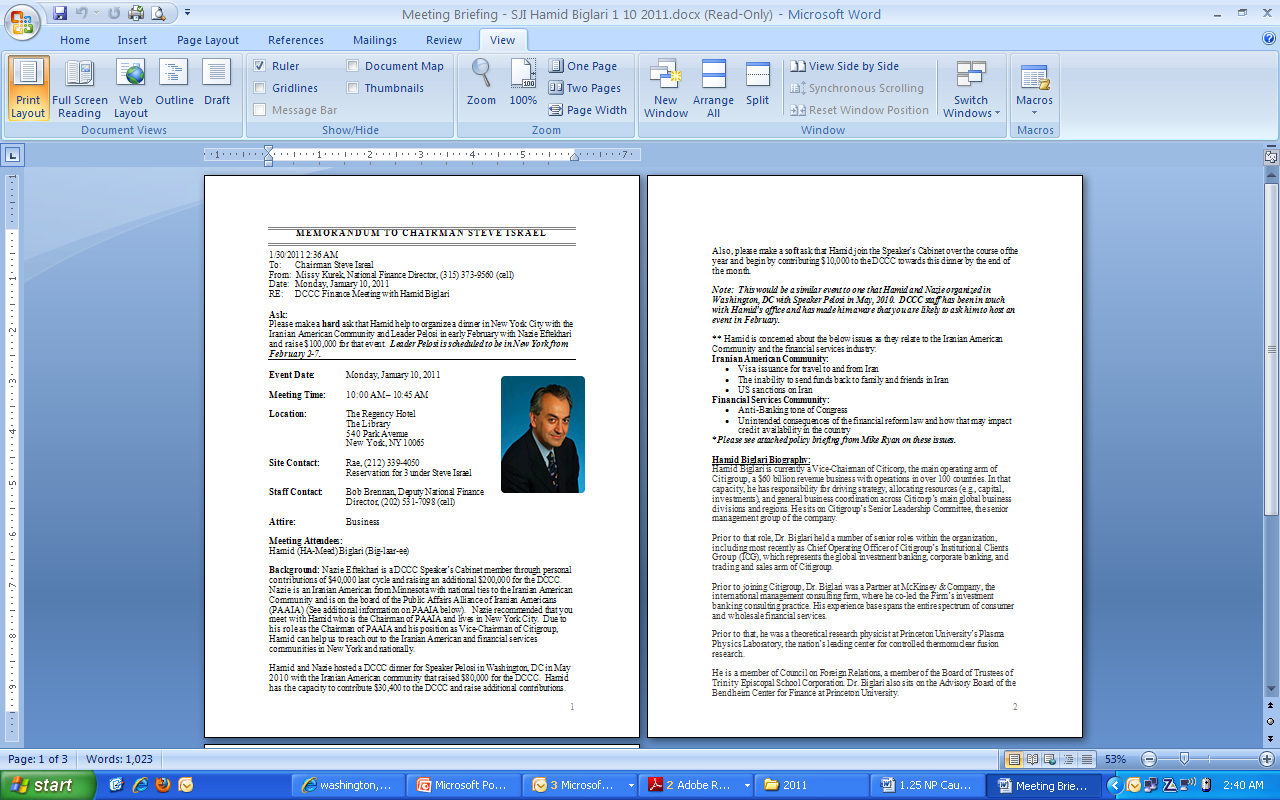 Meeting Briefing - SJI Hamid Biglari 1 10 2011.docx (Read-Only) - Microsoft Word
Home Insert Page Layout References Mailings Review View
Print Layout
Full Screen Reading
Web Layout
Outline
Draft
Document Views
Ruler
Gridlines
Message Bar
Document Map
Thumbnails
Show/Hide
Zoom
100%
One Page
Two Pages
Page Width
Zoom
New Window
Arrange All
Split
View Side by Side
Synchronous Scrolling
Reset Window Position
Switch Windows
Window
Macros
Macros
MEMORANDUM TO CHAIRMAN STEVE ISRAEL
1/30/2011 2:36 AM
To: Chairman Steve Isreal
From: Missy Kurek, National Finance Director, (315) 373-9560 (cell)
Date: Monday, January 10, 2011
RE: DCCC Finance Meeting with Hamid Biglari
Ask:
Please make a hard ask that Hamid help to organize a dinner in New York City with the
Iranian American Community and Leader Pelosi in early February with Nazie Eftekhari
and raise $100,000 for that event. Leader Pelosi is scheduled to be in New York from
February 2-7.
Event Date: Monday, January 10, 2011
Meeting Time: 10:00 AM – 10:45 AM
Location: The Regency Hotel
The Library
540 Park Avenue
New York, NY 10065
Site Contact: Rae, (212) 339-4050
Reservation for 3 under Steve Israel
Staff Contact: Bob Brennan, Deputy National Finance
Director, (202) 531-7098 (cell)
Attire: Business
Meeting Attendees:
Hamid (HA-Meed) Biglari (Big-laar-ee)
Background: Nazie Eftekhari is a DCCC Speaker's Cabinet member through personal
contributions of $40,000 last cycle and raising an additional $200,000 for the DCCC.
Nazie is an Iranian American from Minnesota with national ties to the Iranian American
Community and is on the board of the Public Affairs Alliance of Iranian Americans
(PAAIA) (See additional information on PAAIA below). Nazie recommended that you
meet with Hamid who is the Chairman of PAAIA and lives in New York City. Due to
his role as the Chairman of PAAIA and his position as Vice-Chairman of Citigroup,
Hamid can help us to reach out to the Iranian American and financial services
communities in New York and nationally.
Hamid and Nazie hosted a DCCC dinner for Speaker Pelosi in Washington, DC in May
2010 with the Iranian American community that raised $80,000 for the DCCC. Hamid
has the capacity to contribute $30,400 to the DCCC and raise additional contributions.
1
Also, please make a soft ask that Hamid join the Speaker's Cabinet over the course of the
year and begin by contributing $10,000 to the DCCC towards this dinner by the end of
the month.
Note: This would be a similar event to one that Hamid and Nazie organized in
Washington, DC with Speaker Pelosi in May, 2010. DCCC staff has been in touch
with Hamid's office and has made him aware that you are likely to ask him to host an
event in February.
** Hamid is concerned about the below issues as they relate to the Iranian American
Community and the financial services industry:
Iranian American Community:
• Visa issuance for travel to and from Iran
• The inability to send funds back to family and friends in Iran
• US sanctions on Iran
Financial Services Community:
• Anti-Banking tone of Congress
• Unintended consequences of the financial reform law and how that may impact
credit availability in the country
*Please see attached policy briefing from Mike Ryan on these issues.
Hamid Biglari Biography:
Hamid Biglari is currently a Vice-Chairman of Citicorp, the main operating arm of
Citigroup, a $60 billion revenue business with operations in over 100 countries. In that
capacity, he has responsibility for driving strategy, allocating resources (e.g., capital,
investments), and general business coordination across Citicorp's main global business
divisions and regions. He sits on Citigroup's Senior Leadership Committee, the senior
management group of the company.
Prior to that role, Dr. Biglari held a number of senior roles within the organization,
including most recently as Chief Operating Officer of Citigroup's Institutional Clients
Group (ICG), which represents the global investment banking, corporate banking, and
trading and sales arm of Citigroup.
Prior to joining Citigroup, Dr. Biglari was a Partner at McKinsey & Company, the
international management consulting firm, where he co-led the Firm's investment
banking consulting practice. His experience base spans the entire spectrum of consumer
and wholesale financial services.
Prior to that, he was a theoretical research physicist at Princeton University's Plasma
Physics Laboratory, the nation's leading center for controlled thermonuclear fusion
research.
He is a member of Council on Foreign Relations, a member of the Board of Trustees of
Trinity Episcopal School Corporation. Dr. Biglari also sits on the Advisory Board of the
Bendheim Center for Finance at Princeton University.
2
Page: 1 of 3 Words: 1,023 53%
start washington,... Microsoft Po... 3 Microsof... 2 Adobe R... 2011 1.25 NP Cau... Meeting Brie... 2:40 AM